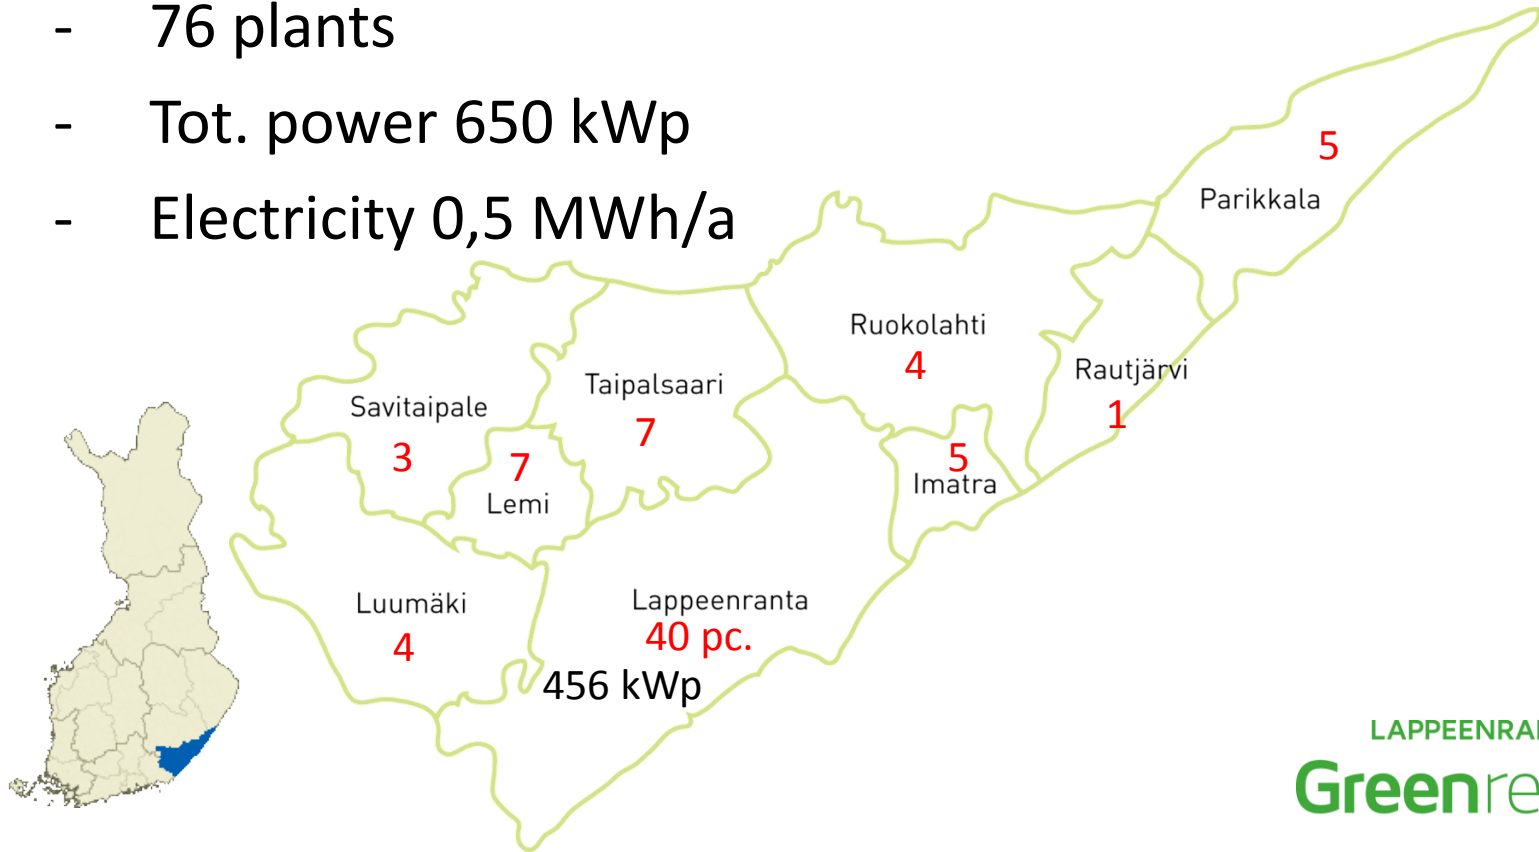 - 76 plants
- Tot. power 650 kWp
- Electricity 0,5 MWh/a
5
Parikkala
Ruokolahti
4
Rautjärvi
1
Taipalsaari
7
Savitaipale
3
7
Lemi
5
Imatra
Luumäki
4
Lappeenranta
40 pc.
456 kWp
LAPPEENRA
Greenre